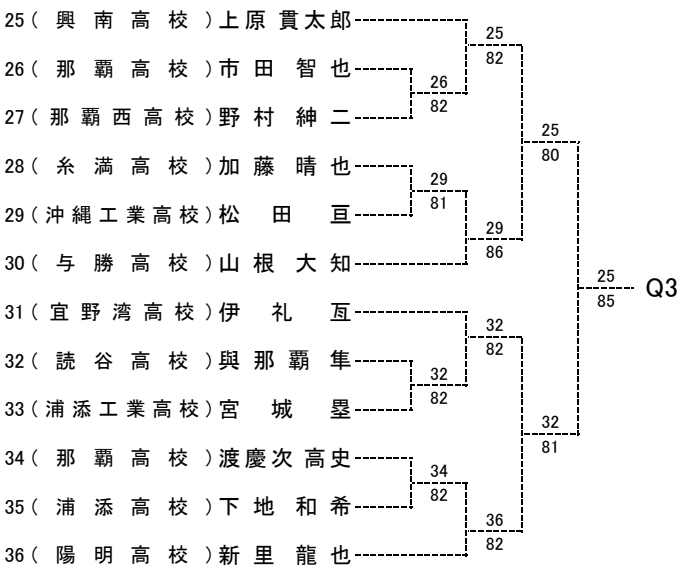 25 ( 興 南 高 校 ) 上 原 貫 太 郎
25
82
26 ( 那 覇 高 校 ) 市 田 智 也
26
82
27 ( 那 覇 西 高 校 ) 野 村 紳 二
25
80
28 ( 糸 満 高 校 ) 加 藤 晴 也
29
81
29 ( 沖 縄 工 業 高 校 ) 松 田 亘
29
86
30 ( 与 勝 高 校 ) 山 根 大 知
25
85
Q3
31 ( 宜 野 湾 高 校 ) 伊 礼 亙
32
82
32 ( 読 谷 高 校 ) 與 那 覇 隼
32
82
33 ( 浦 添 工 業 高 校 ) 宮 城 塁
32
81
34 ( 那 覇 高 校 ) 渡 慶 次 高 史
34
82
35 ( 浦 添 高 校 ) 下 地 和 希
36
82
36 ( 陽 明 高 校 ) 新 里 龍 也